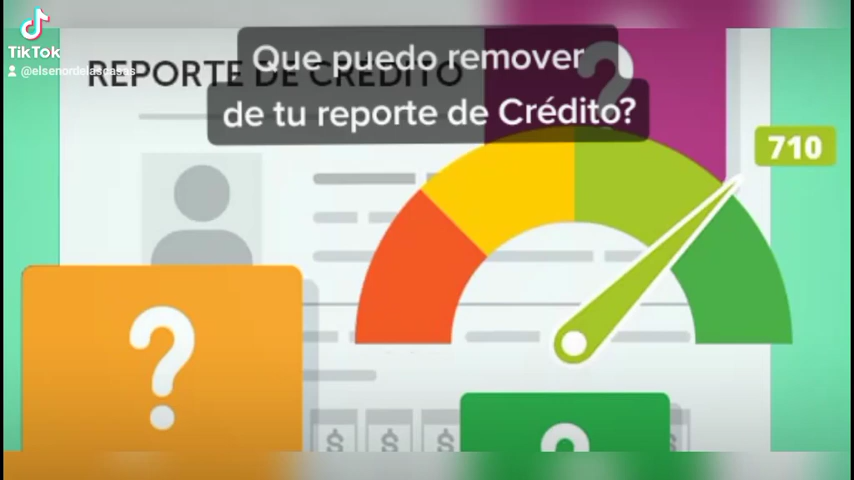 TikTok
@elsenordelascasas
REPORTE DE CRÉDITO
Que puedo remover
de tu reporte de Crédito?
710
?
?
?
$ $ $ $